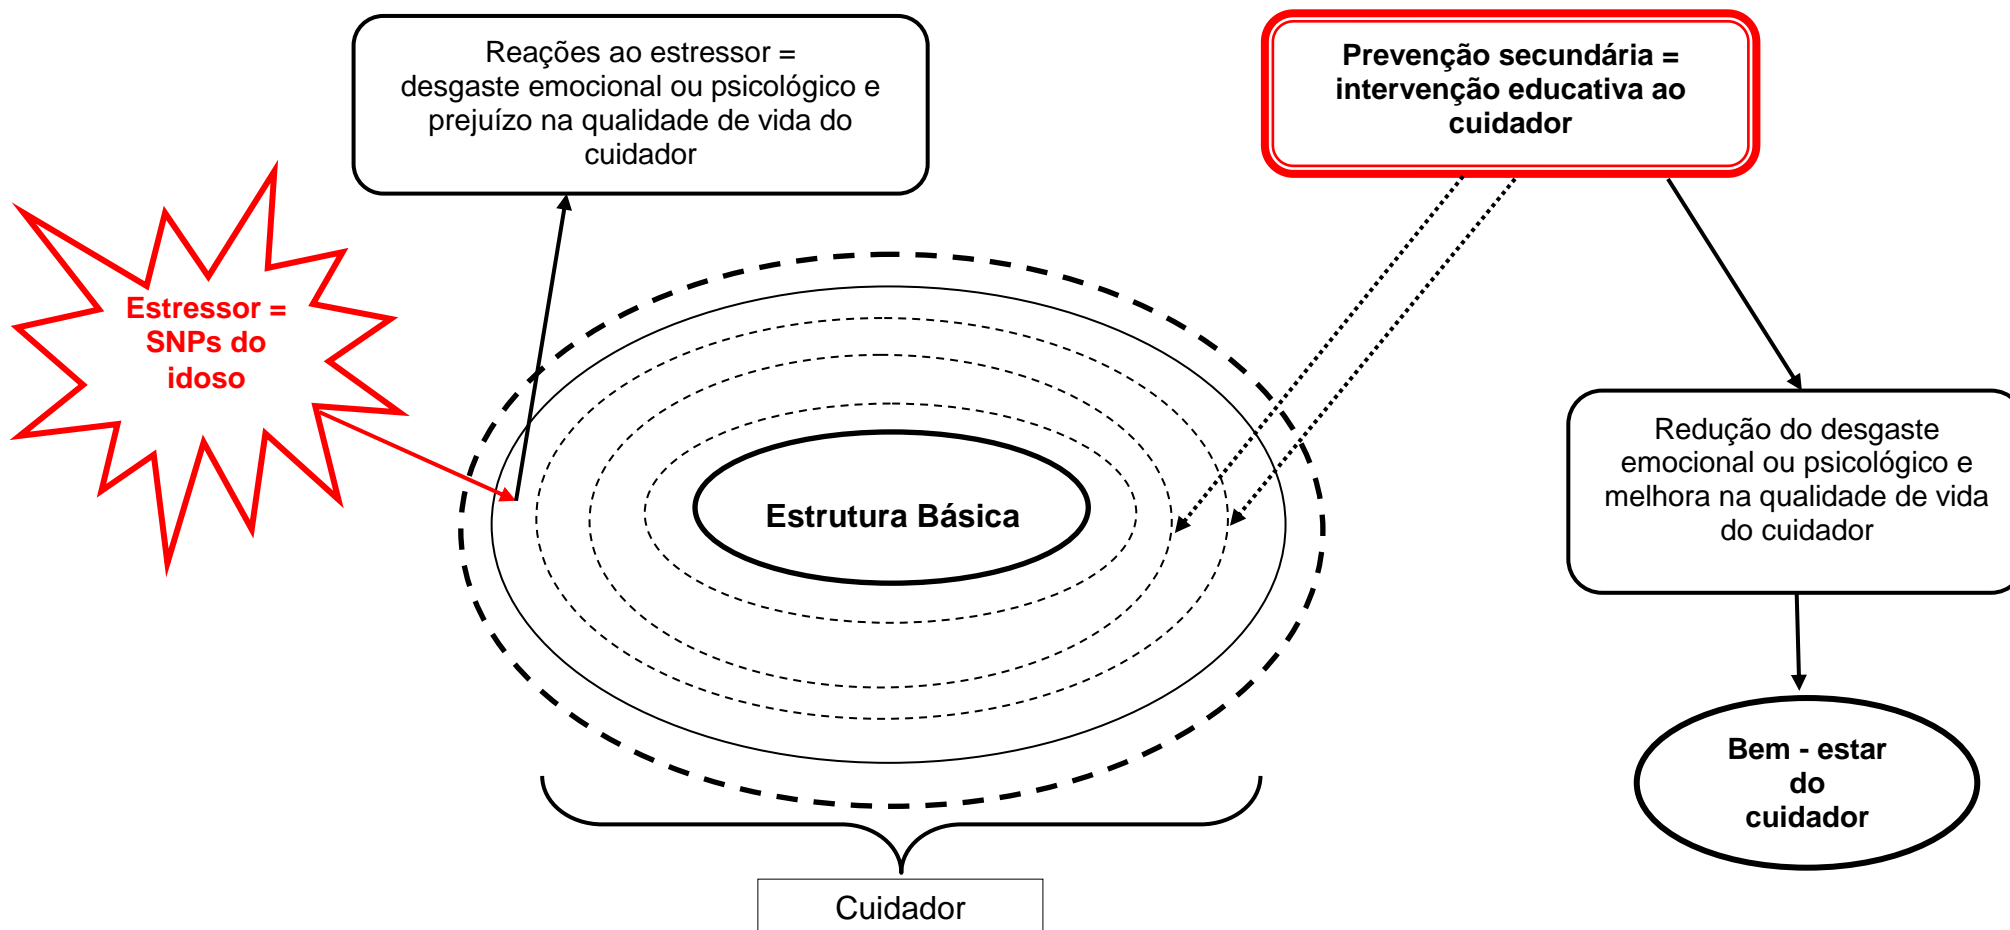 Reações ao estressor =
desgaste emocional ou psicológico e
prejuízo na qualidade de vida do
cuidador
Prevenção secundária =
intervenção educativa ao
cuidador
Estressor =
SNPs do
idoso
Estrutura Básica
Redução do desgaste
emocional ou psicológico e
melhora na qualidade de vida
do cuidador
Bem - estar
do
cuidador
Cuidador